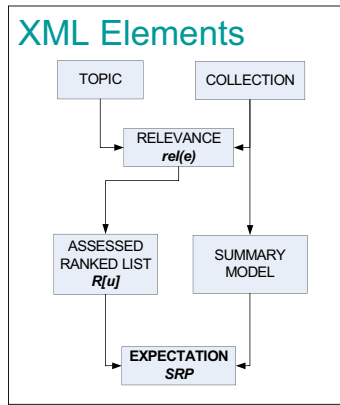 XML Elements
TOPIC
COLLECTION
RELEVANCE
rel(e)
ASSESSED
RANKED LIST
R[u]
SUMMARY
MODEL
EXPECTATION
SRP